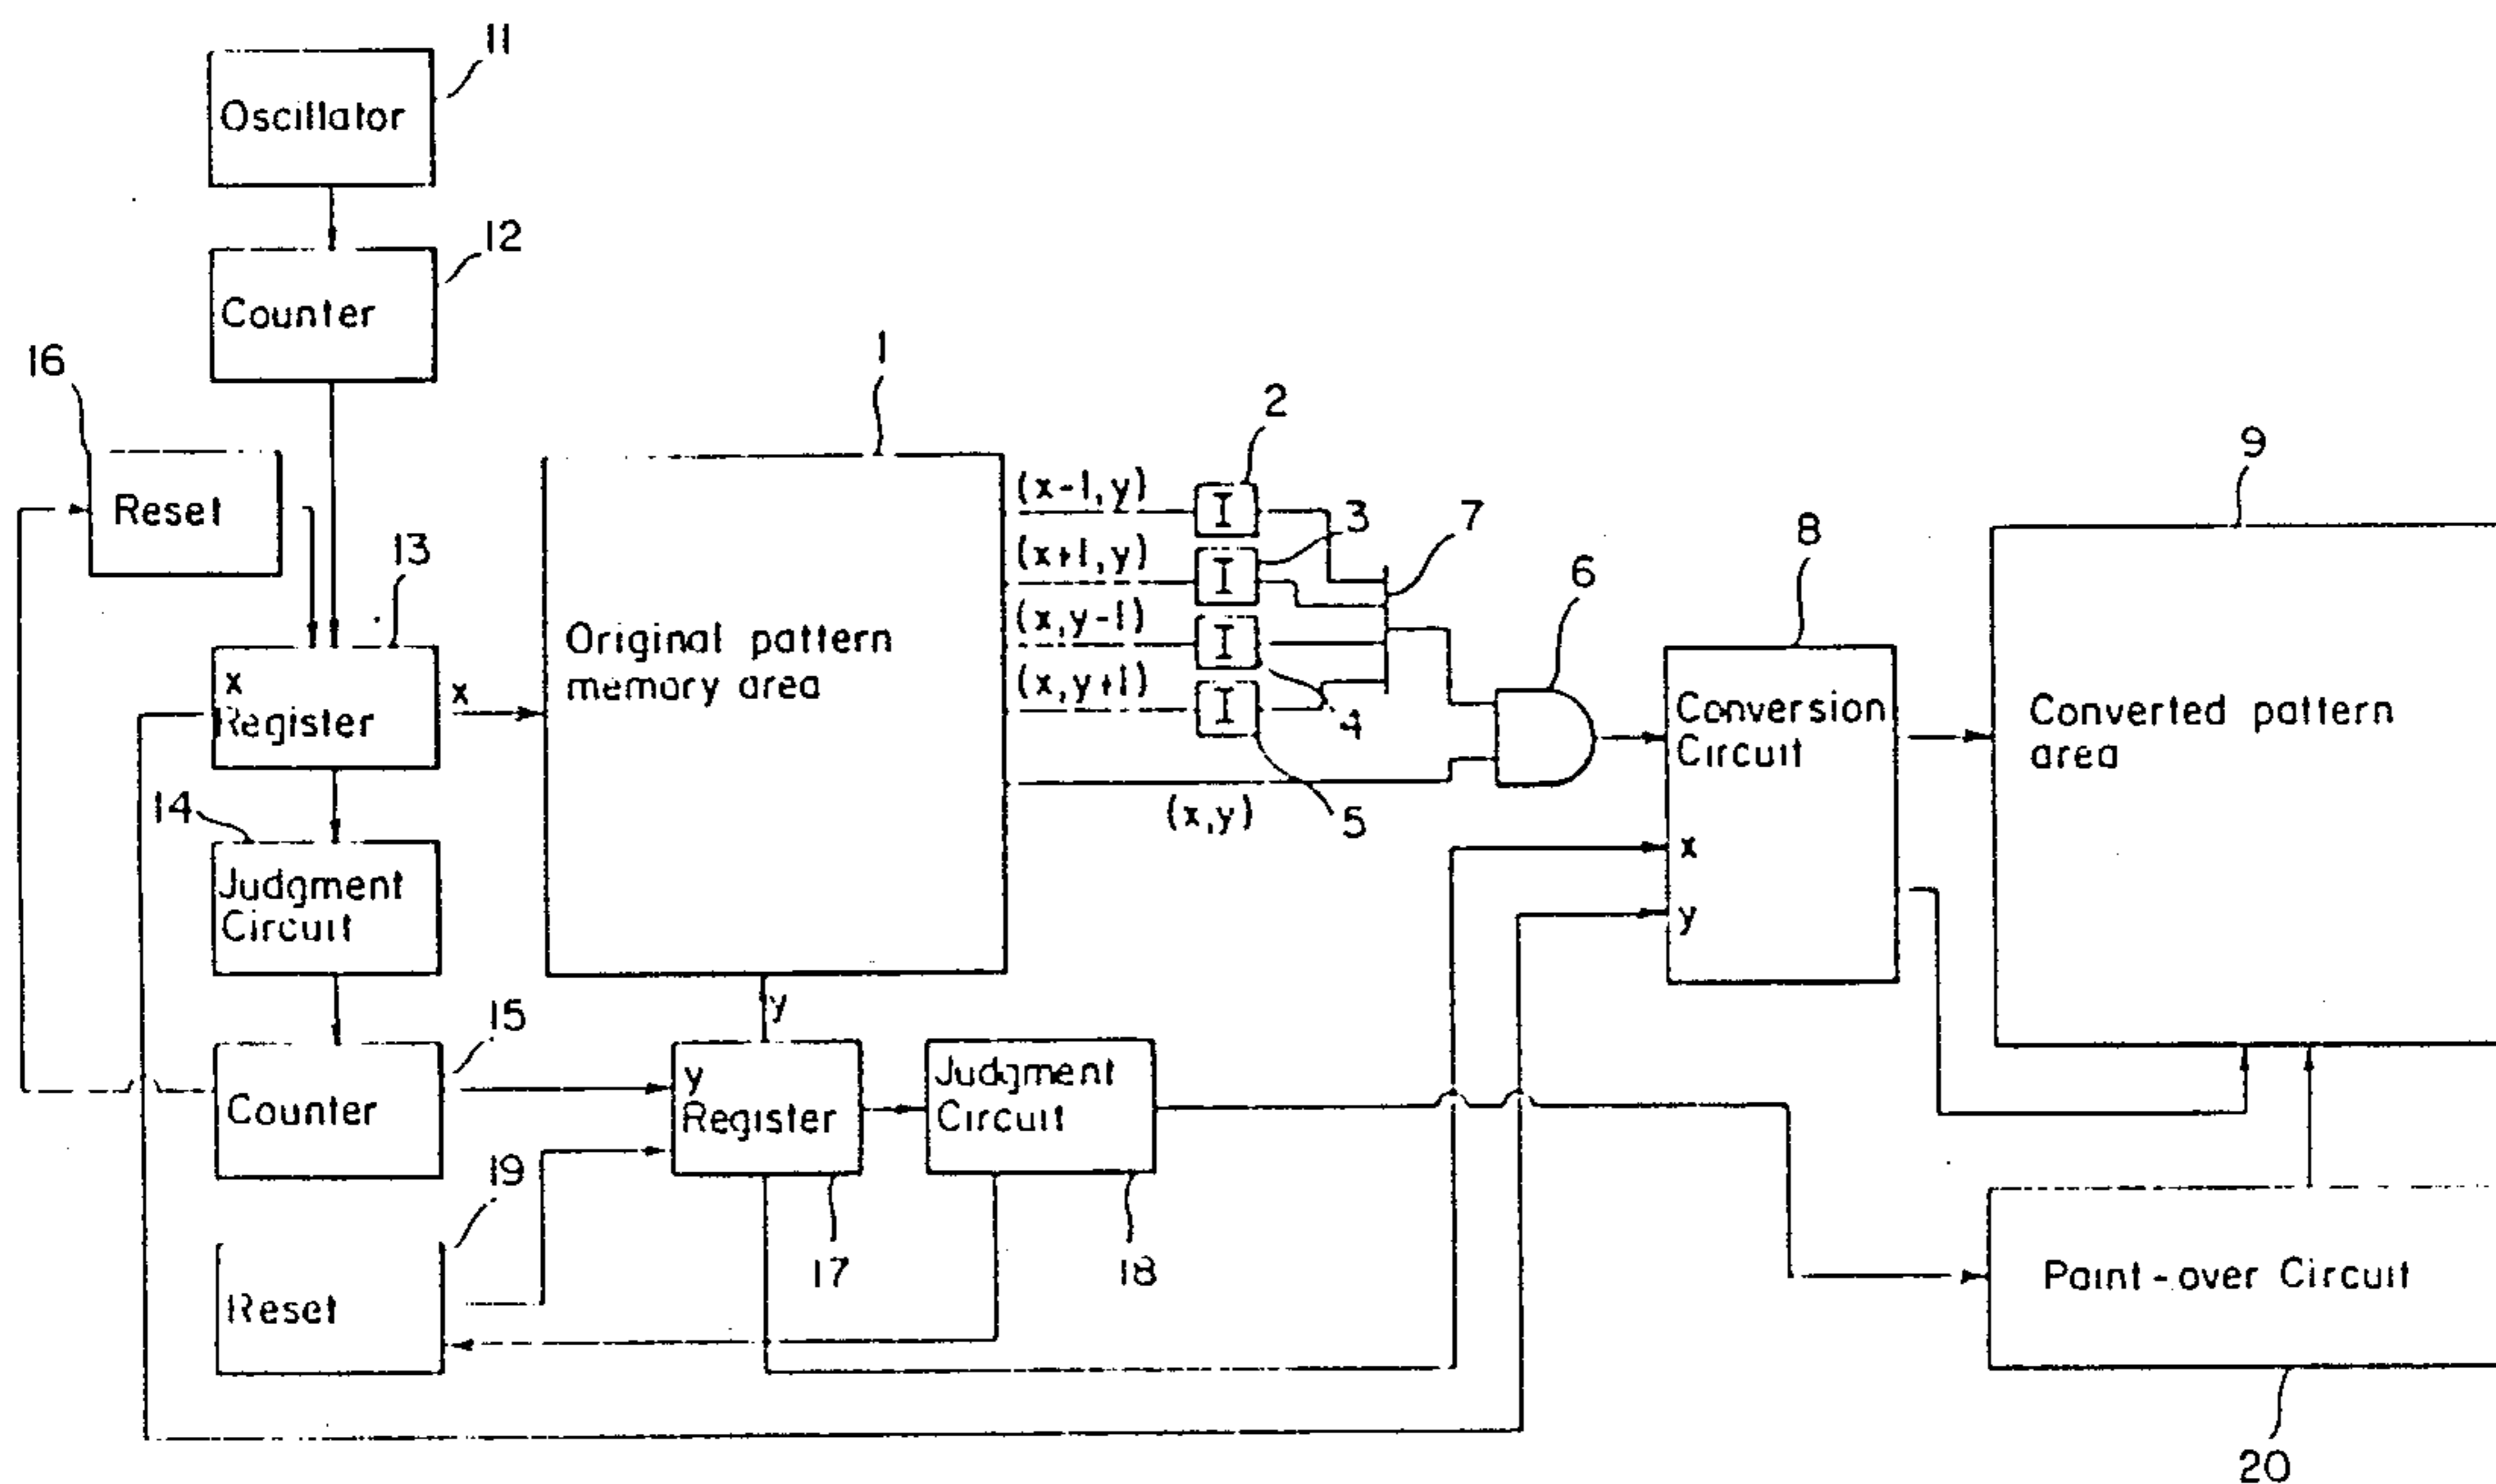 11
Oscillator
12
Counter
16
Reset
13
x
Register
x
14
Judgment
Circuit
15
Counter
19
Reset
1
Original pattern
memory area
y
(x-1,y)
(x+1,y)
(x,y-1)
(x,y+1)
(x,y)
2
I
3
I
4
I
5
I
7
6
8
Conversion
Circuit
x
y
9
Converted pattern
area
y
Register
17
Judgment
Circuit
18
Paint-over Circuit
20